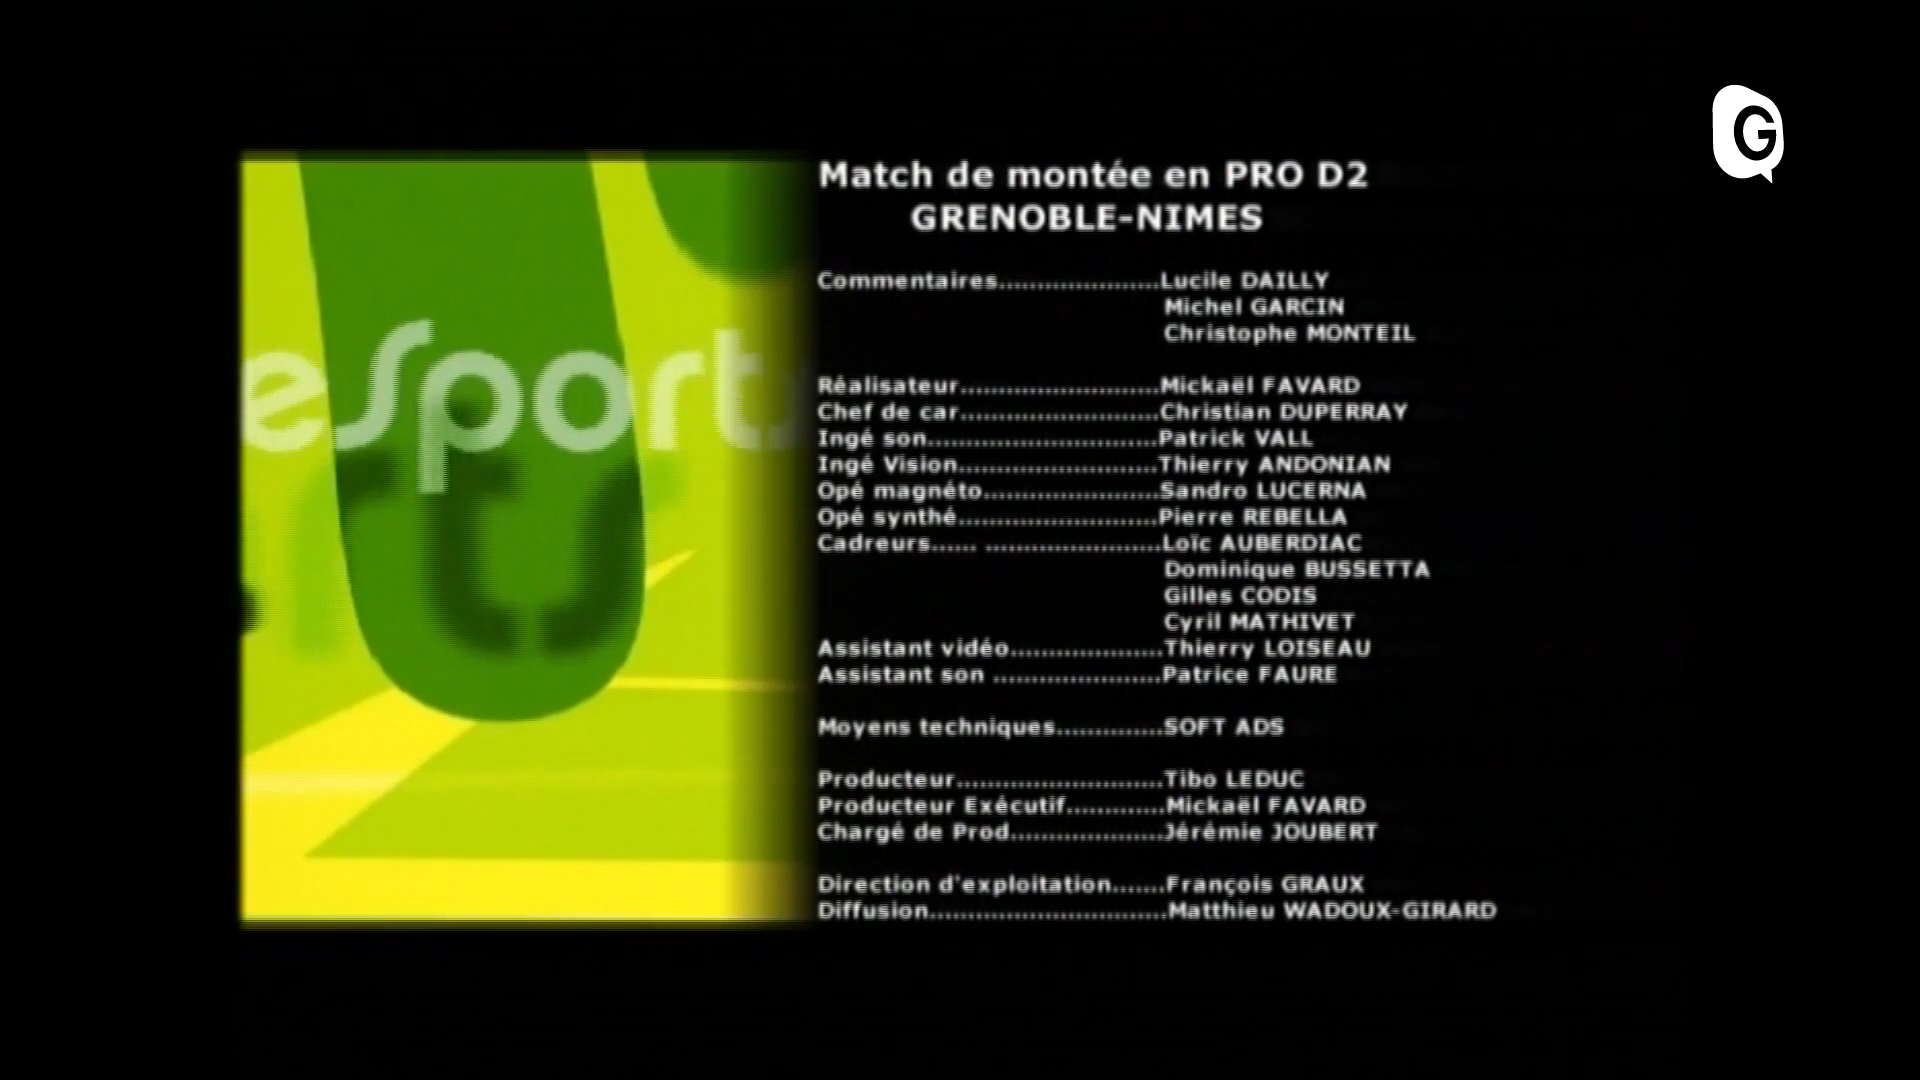 G
eSport
Match de montée en PRO D2
GRENOBLE-NIMES
Commentaires.....................Lucile DAILLY
Michel GARCIN
Christophe MONTEIL
Réalisateur..........................Mickaël FAVARD
Chef de car..........................Christian DUPERRAY
Ingé son..............................Patrick VALL
Ingé Vision..........................Thierry ANDONIAN
Opé magnéto.......................Sandro LUCERNA
Opé synthé..........................Pierre REBELLA
Cadreurs...... .......................Loïc AUBERDIAC
Dominique BUSSETTA
Gilles CODIS
Cyril MATHIVET
Assistant vidéo....................Thierry LOISEAU
Assistant son ......................Patrice FAURE
Moyens techniques..............SOFT ADS
Producteur...........................Tibo LEDUC
Producteur Exécutif.............Mickaël FAVARD
Chargé de Prod....................Jérémie JOUBERT
Direction d'exploitation.......François GRAUX
Diffusion...............................Matthieu WADOUX-GIRARD